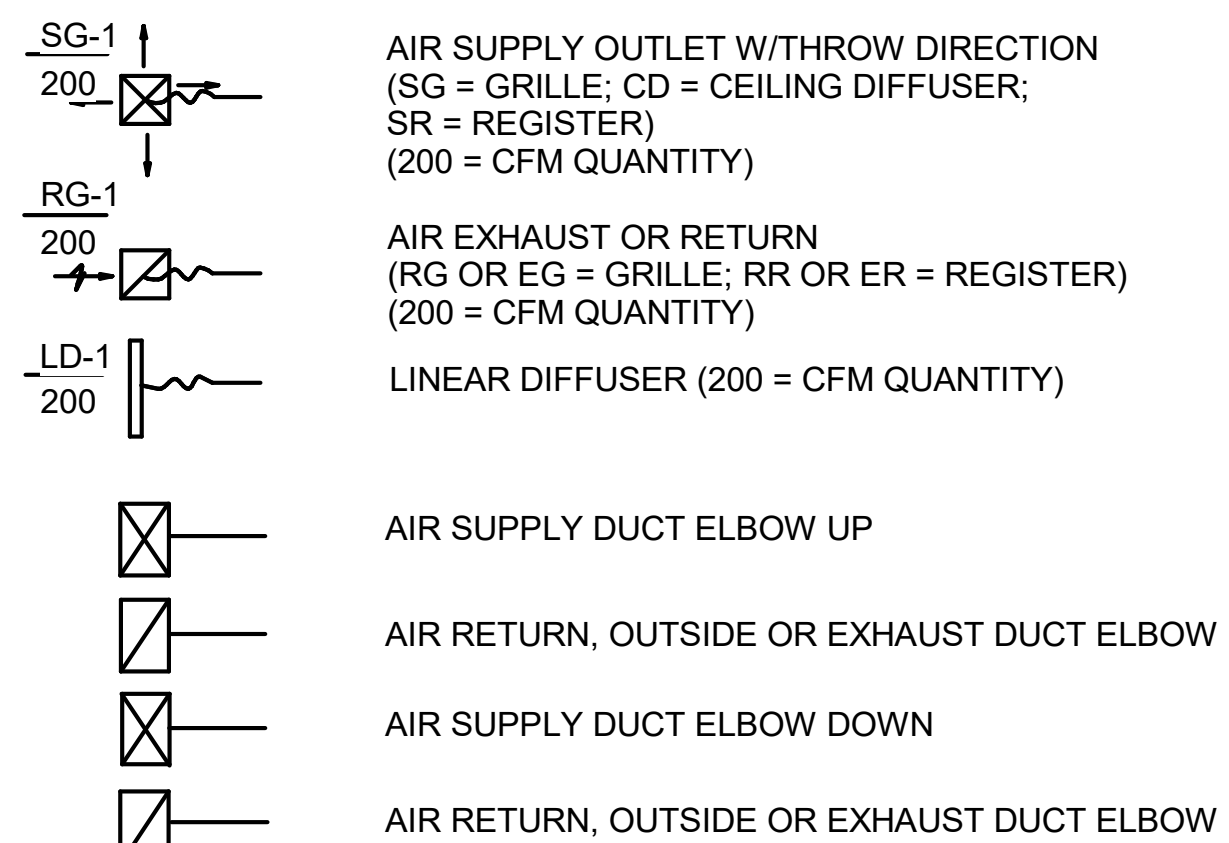 SG-1
200
AIR SUPPLY OUTLET W/THROW DIRECTION
(SG = GRILLE; CD = CEILING DIFFUSER;
SR = REGISTER)
(200 = CFM QUANTITY)
RG-1
200
AIR EXHAUST OR RETURN
(RG OR EG = GRILLE; RR OR ER = REGISTER)
(200 = CFM QUANTITY)
LD-1
200
LINEAR DIFFUSER (200 = CFM QUANTITY)
AIR SUPPLY DUCT ELBOW UP
AIR RETURN, OUTSIDE OR EXHAUST DUCT ELBOW
AIR SUPPLY DUCT ELBOW DOWN
AIR RETURN, OUTSIDE OR EXHAUST DUCT ELBOW